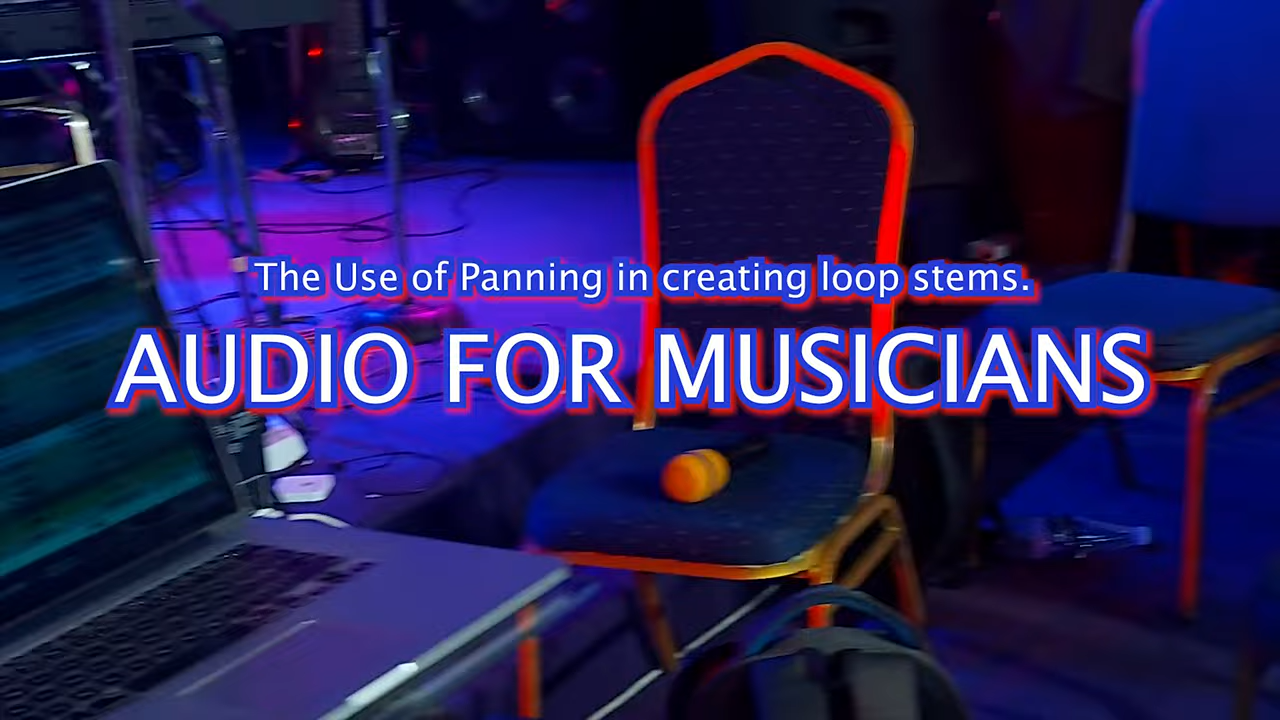 The Use of Panning in creating loop stems.
AUDIO FOR MUSICIANS